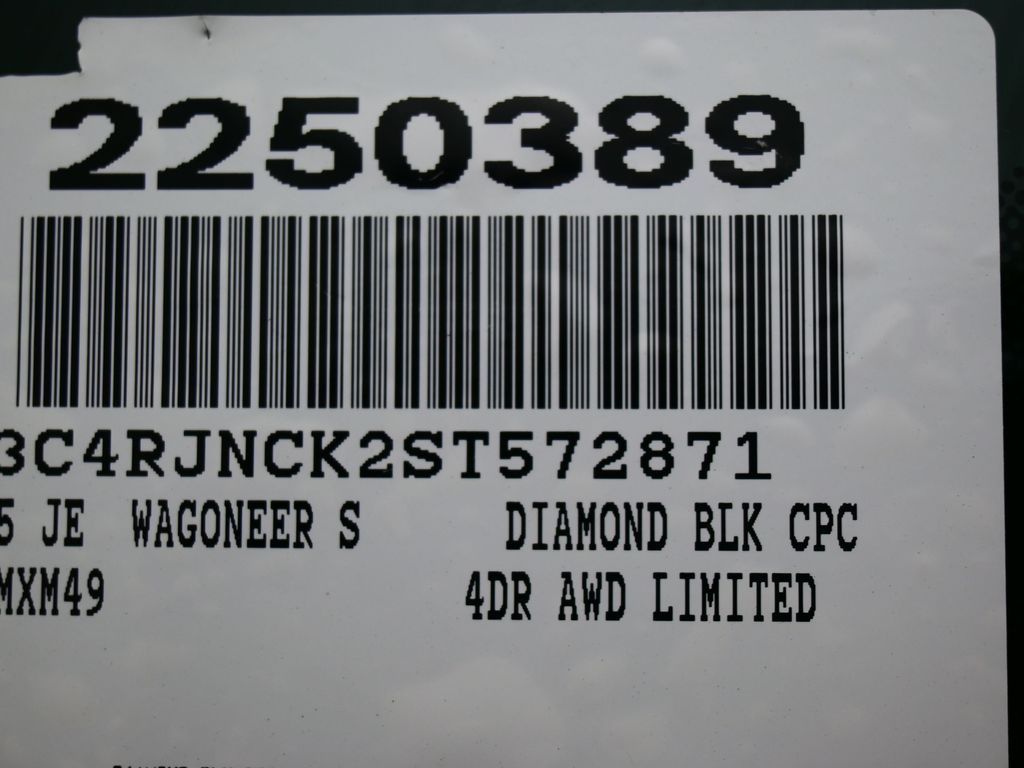 2250389
3C4RJNCK2ST572871
5 JE WAGONEER S DIAMOND BLK CPC
MXM49 4DR AWD LIMITED